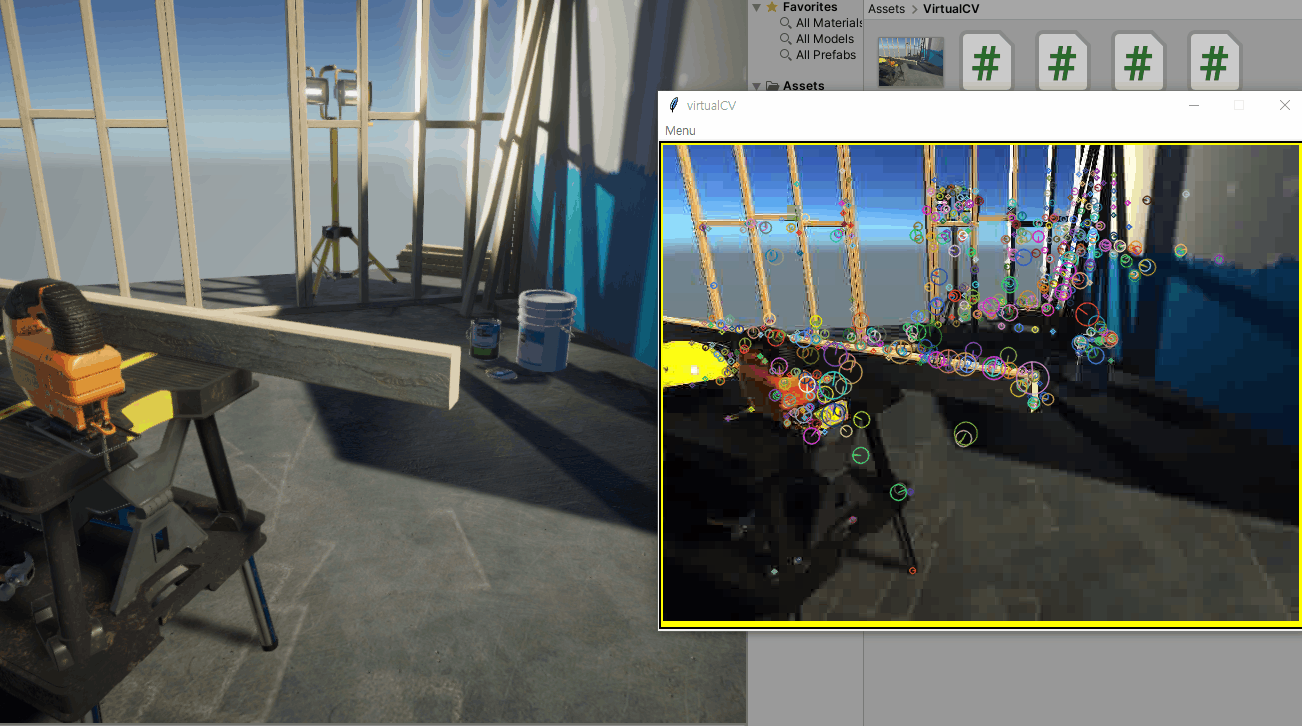 Favorites
All Materials
All Models
All Prefabs
Assets
Assets > VirtualCV
#
#
#
#
virtualCV
Menu